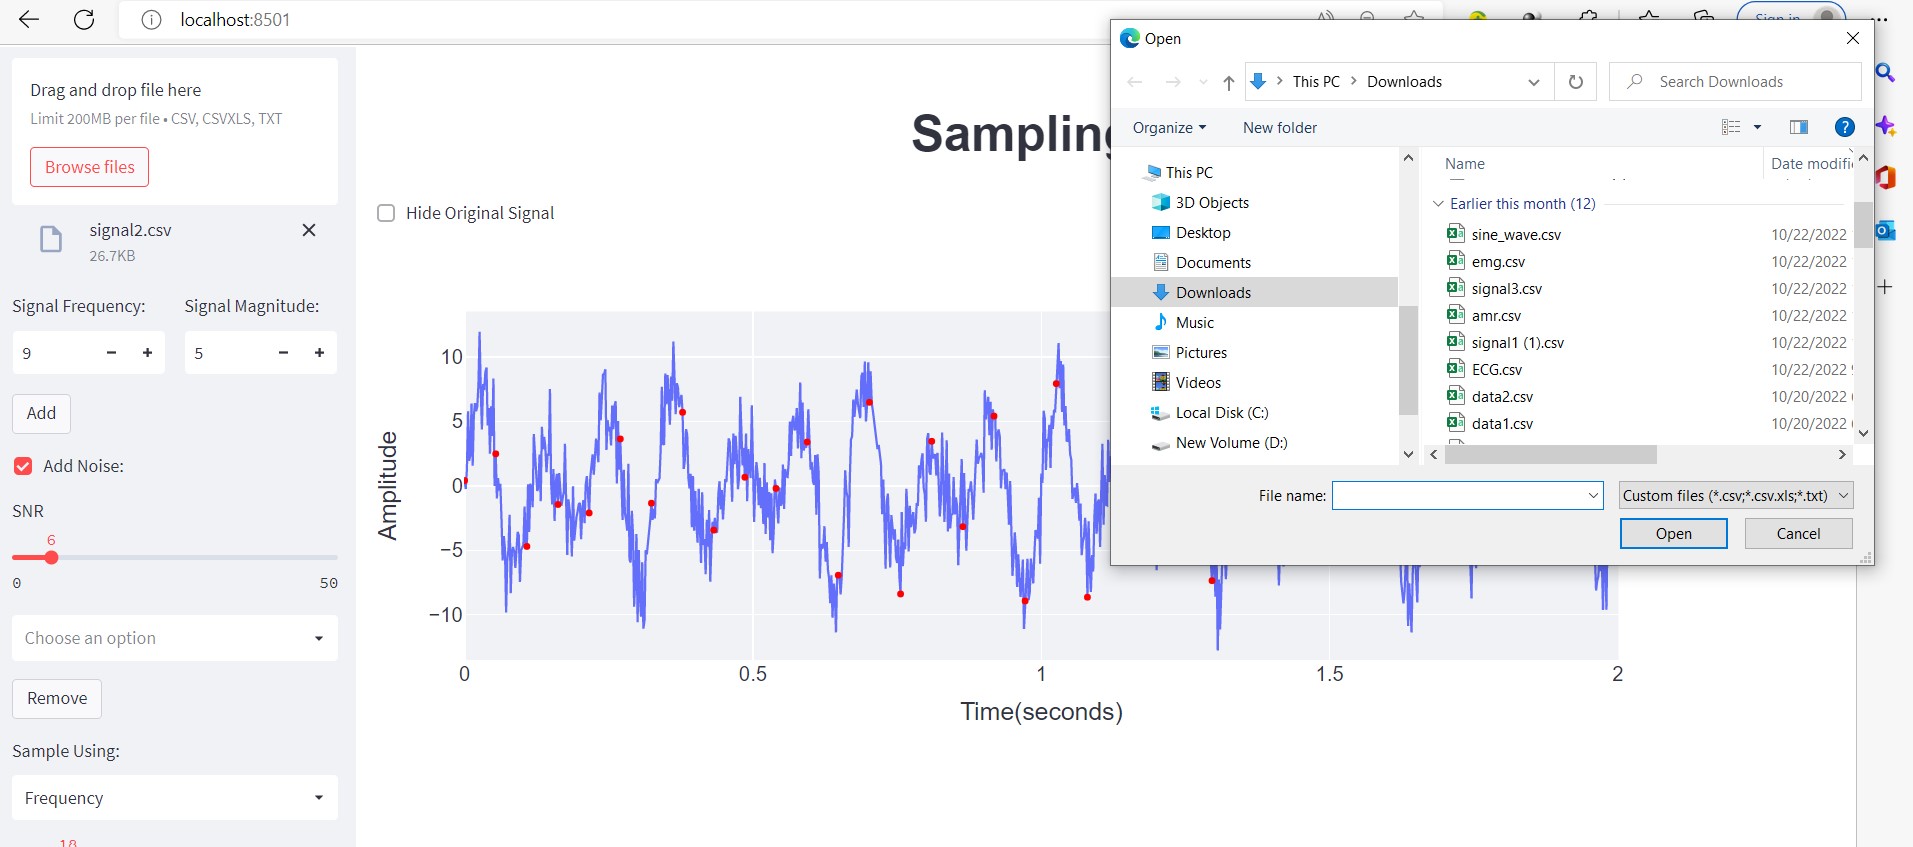 localhost:8501
Sign in
Drag and drop file here
Limit 200MB per file • CSV, CSVXLS, TXT
Browse files
signal2.csv
26.7KB
Signal Frequency:
Signal Magnitude:
9
5
Add
Add Noise:
SNR
6
0
50
Choose an option
Remove
Sample Using:
Frequency
Sampling
Hide Original Signal
10
5
0
−5
−10
Amplitude
0
0.5
1
1.5
2
Time(seconds)
Open
This PC
Downloads
Search Downloads
Organize
New folder
This PC
3D Objects
Desktop
Documents
Downloads
Music
Pictures
Videos
Local Disk (C:)
New Volume (D:)
Name
Date modifi
Earlier this month (12)
sine_wave.csv 10/22/2022
emg.csv 10/22/2022
signal3.csv 10/22/2022
amr.csv 10/22/2022
signal1 (1).csv 10/22/2022
ECG.csv 10/22/2022
data2.csv 10/20/2022
data1.csv 10/20/2022
File name:
Custom files (*.csv;*.csv.xls;*.txt)
Open
Cancel